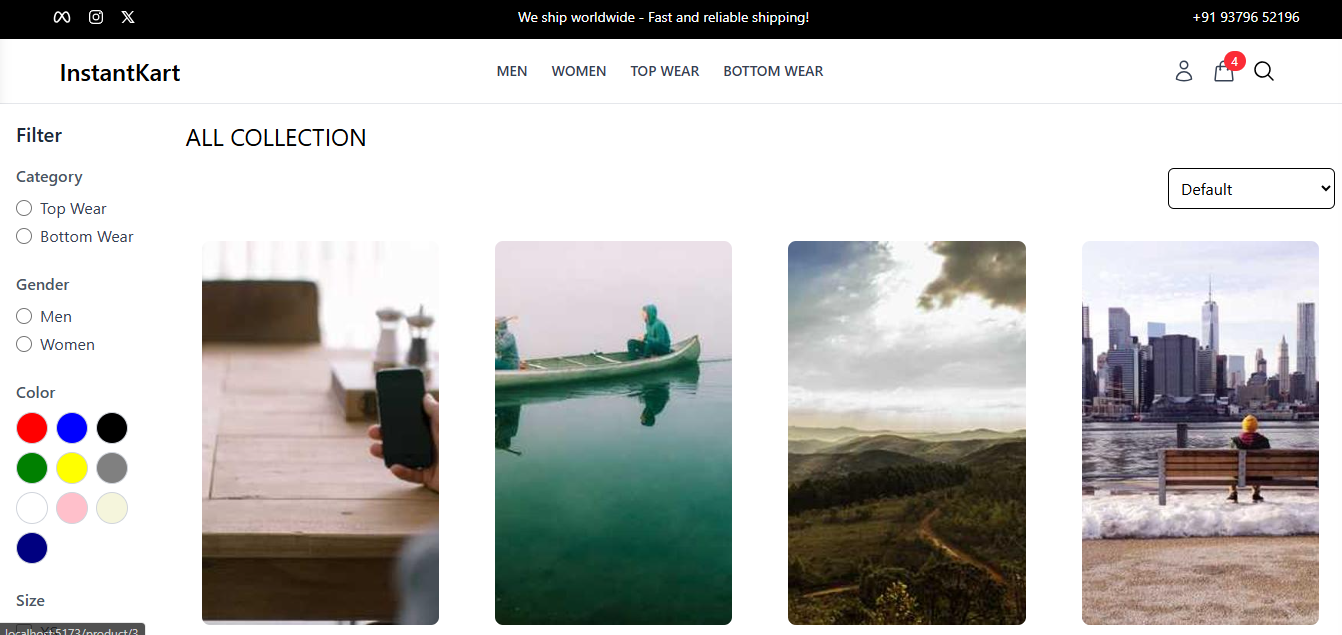 We ship worldwide - Fast and reliable shipping!
+91 93796 52196
InstantKart
MEN
WOMEN
TOP WEAR
BOTTOM WEAR
4
Filter
ALL COLLECTION
Category
Default
Top Wear
Bottom Wear
Gender
Men
Women
Color
Size
localhost:5173/product/3